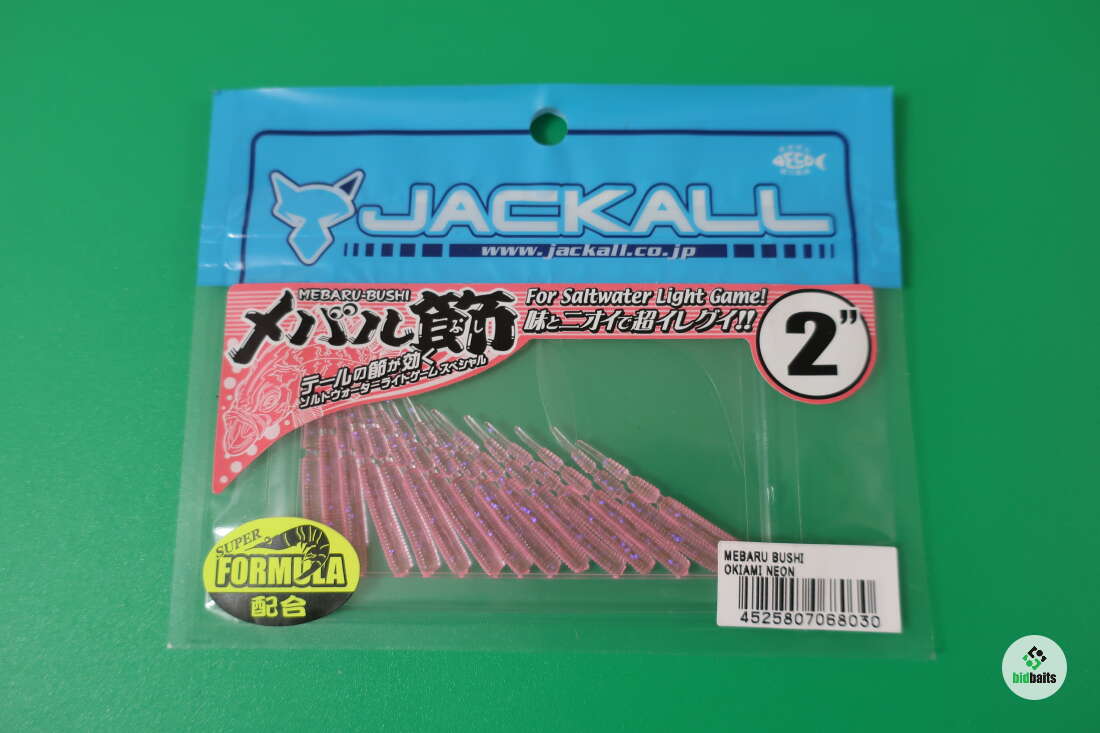 JACKALL
www.jackall.co.jp
MEBARU-BUSHI
メバル節
ぶし
For Saltwater Light Game!
味とニオイで超イレグイ!!
2"
テールの節が効く
ソルトウォーターライトゲームスペシャル
SUPER
FORMULA
配合
MEBARU BUSHI
OKIAMI NEON
4525807068030
bidbaits